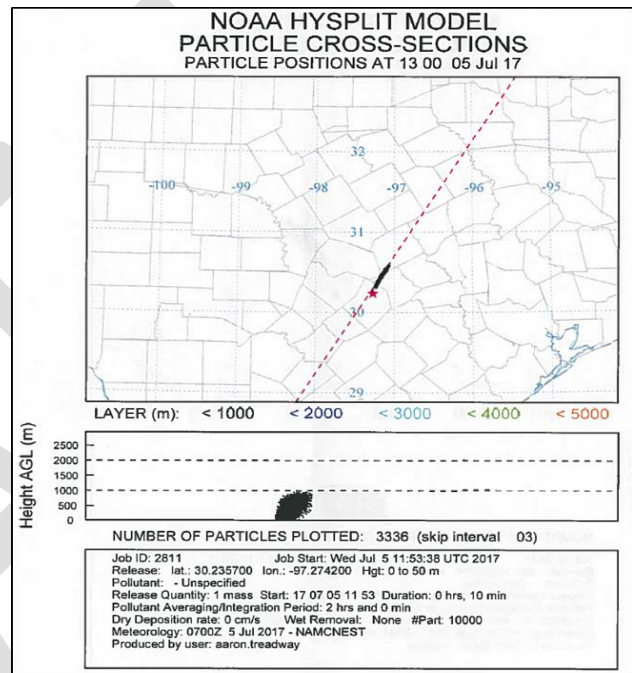 NOAA HYSPLIT MODEL
PARTICLE CROSS-SECTIONS
PARTICLE POSITIONS AT 13 00 05 Jul 17
32
-100 -99 -98 -97 -96 -95
31
30
29
LAYER (m): < 1000 < 2000 < 3000 < 4000 < 5000
Height AGL (m)
2500
2000
1500
1000
500
0
NUMBER OF PARTICLES PLOTTED: 3336 (skip interval 03)
Job ID: 2811 Job Start: Wed Jul 5 11:53:38 UTC 2017
Release: lat.: 30.235700 lon.: -97.274200 Hgt: 0 to 50 m
Pollutant: - Unspecified
Release Quantity: 1 mass Start: 17 07 05 11 53 Duration: 0 hrs, 10 min
Pollutant Averaging/Integration Period: 2 hrs and 0 min
Dry Deposition rate: 0 cm/s Wet Removal: None #Part: 10000
Meteorology: 0700Z 5 Jul 2017 - NAMCNEST
Produced by user: aaron.treadway